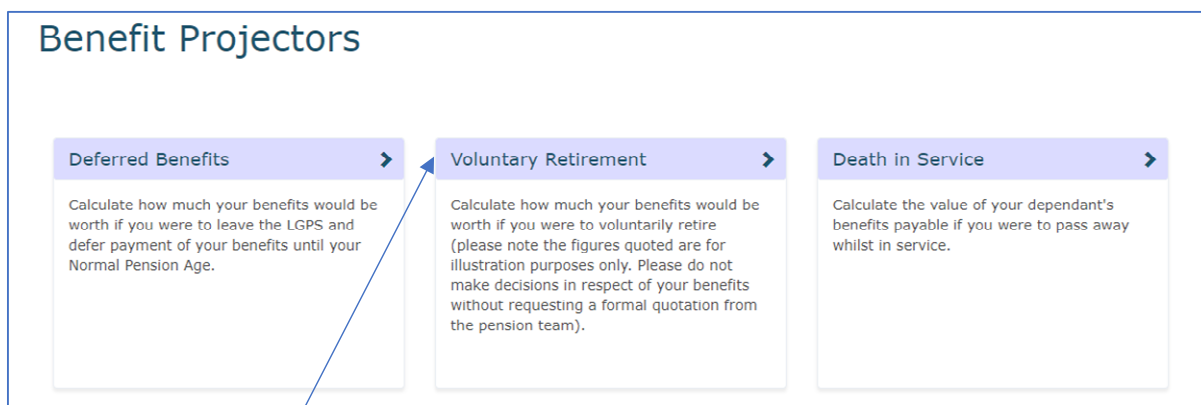 Benefit Projectors
Deferred Benefits
Calculate how much your benefits would be
worth if you were to leave the LGPS and
defer payment of your benefits until your
Normal Pension Age.
Voluntary Retirement
Calculate how much your benefits would be
worth if you were to voluntarily retire
(please note the figures quoted are for
illustration purposes only. Please do not
make decisions in respect of your benefits
without requesting a formal quotation from
the pension team).
Death in Service
Calculate the value of your dependant's
benefits payable if you were to pass away
whilst in service.